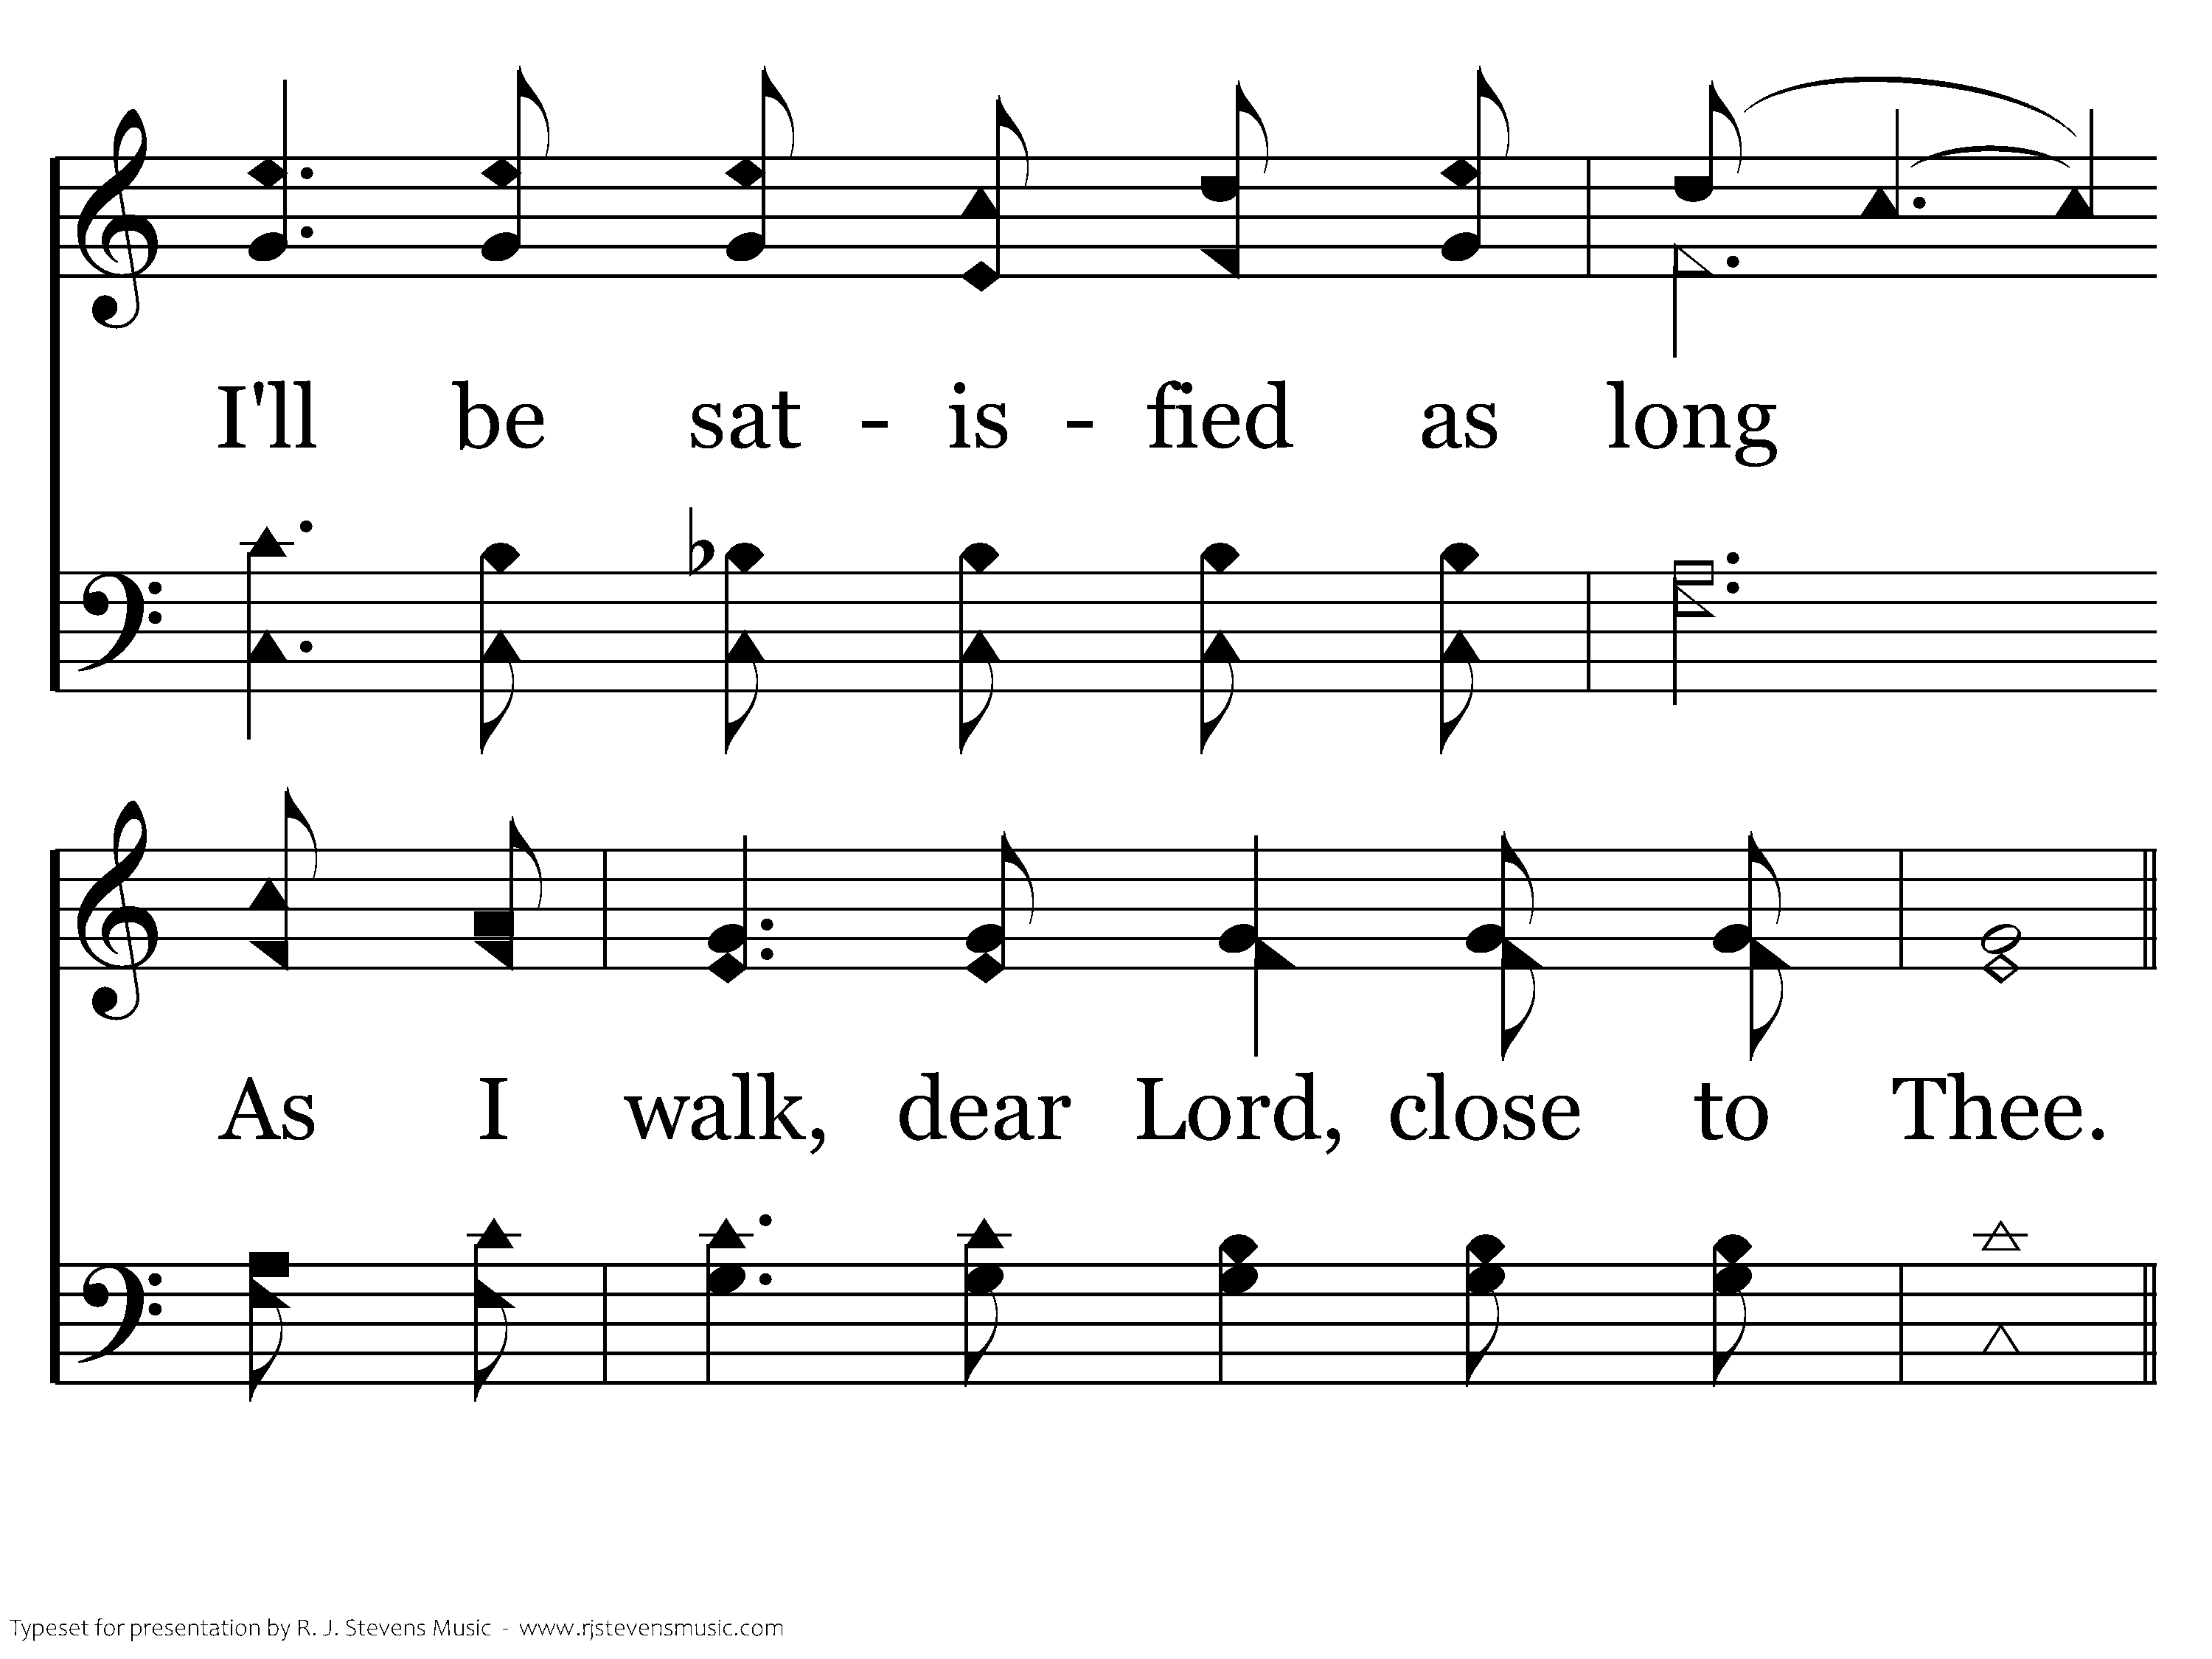 I'll be sat - is - fied as long
As I walk, dear Lord, close to Thee.
Typeset for presentation by R. J. Stevens Music - www.rjstevensmusic.com